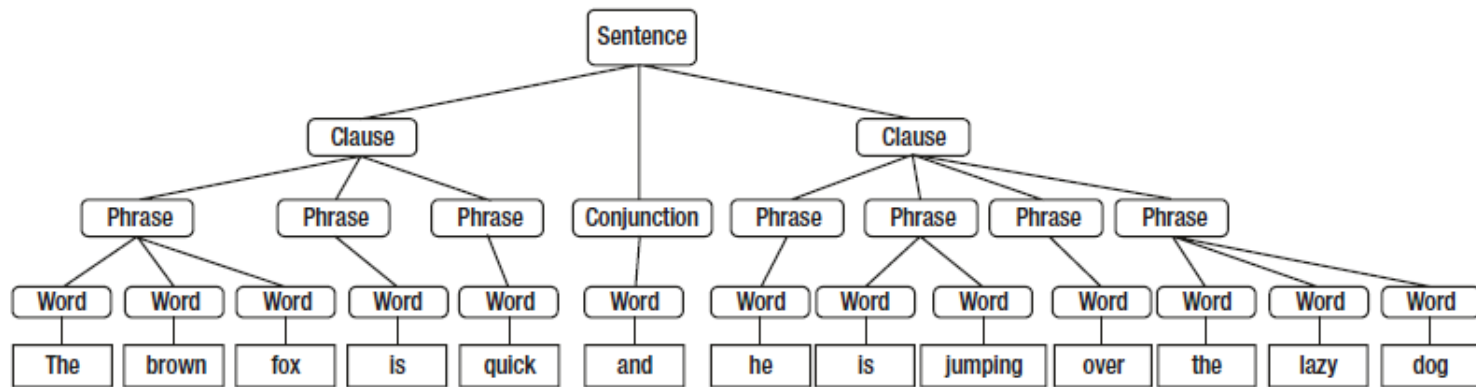 Sentence
Clause Clause
Phrase Phrase Phrase Conjunction Phrase Phrase Phrase Phrase
Word Word Word Word Word Word Word Word Word Word Word Word Word
The brown fox is quick and he is jumping over the lazy dog